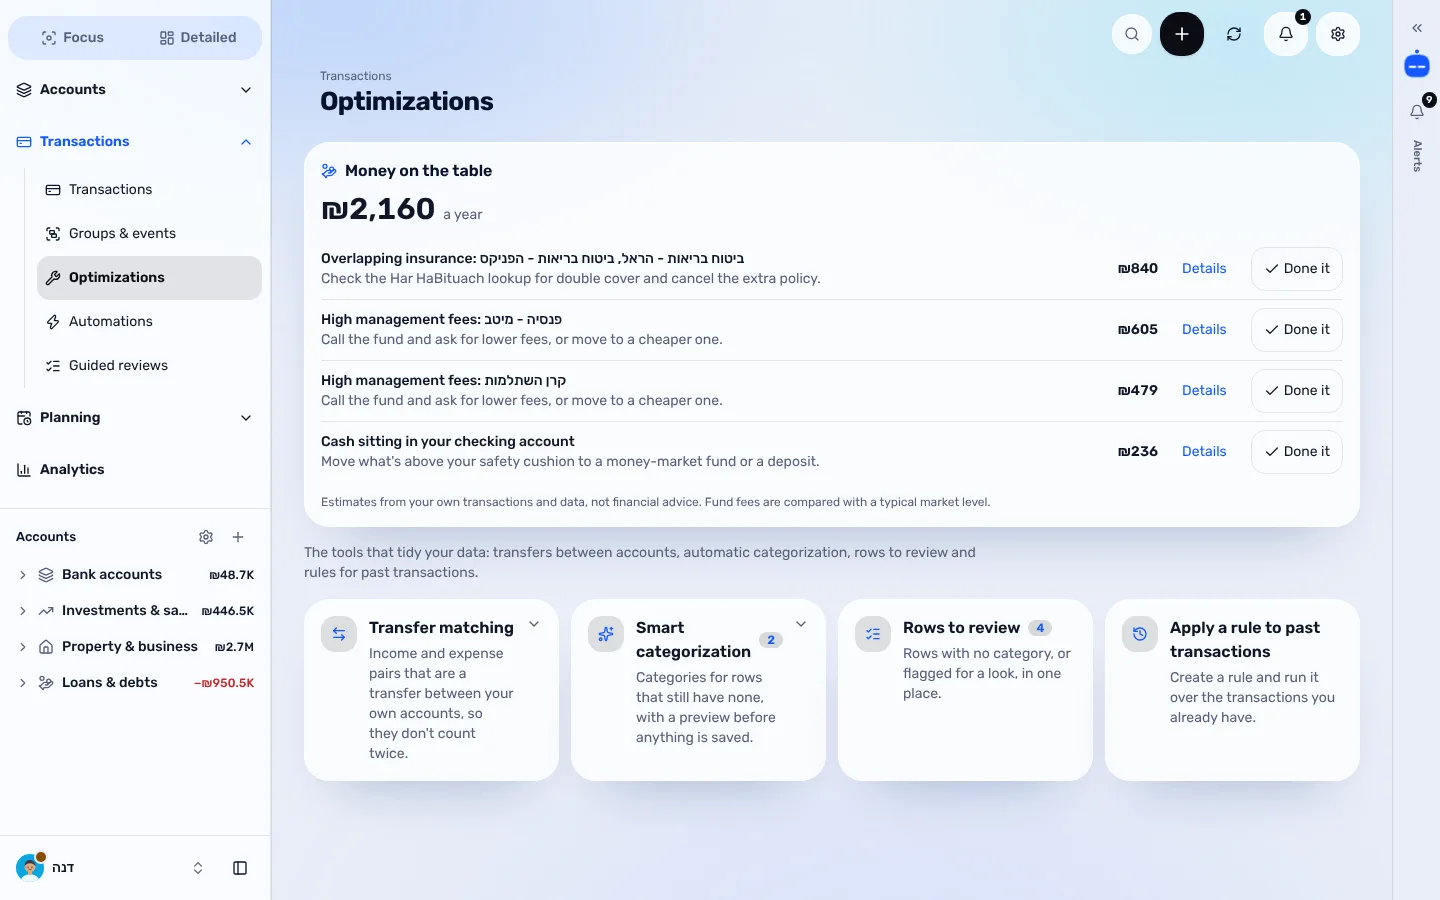 Focus
Detailed
Accounts
Transactions
Transactions
Groups & events
Optimizations
Automations
Guided reviews
Planning
Analytics
Accounts
Bank accounts ₪48.7K
Investments & sa... ₪446.5K
Property & business ₪2.7M
Loans & debts −₪950.5K
דנה
1
Transactions
Optimizations
Money on the table
₪2,160 a year
Overlapping insurance: ביטוח בריאות - הראל, ביטוח בריאות - הפניקס
Check the Har HaBituach lookup for double cover and cancel the extra policy.
₪840 Details Done it
High management fees: פנסיה - מיטב
Call the fund and ask for lower fees, or move to a cheaper one.
₪605 Details Done it
High management fees: קרן השתלמות
Call the fund and ask for lower fees, or move to a cheaper one.
₪479 Details Done it
Cash sitting in your checking account
Move what's above your safety cushion to a money-market fund or a deposit.
₪236 Details Done it
Estimates from your own transactions and data, not financial advice. Fund fees are compared with a typical market level.
The tools that tidy your data: transfers between accounts, automatic categorization, rows to review and
rules for past transactions.
Transfer matching
Income and expense
pairs that are a
transfer between your
own accounts, so
they don't count
twice.
Smart
categorization 2
Categories for rows
that still have none,
with a preview before
anything is saved.
Rows to review 4
Rows with no category, or
flagged for a look, in one
place.
Apply a rule to past
transactions
Create a rule and run it
over the transactions you
already have.
9
Alerts